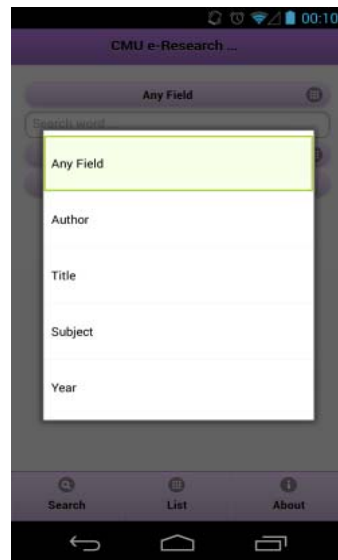 00:10
CMU e-Research ...
Any Field
Search word
Any Field
Author
Title
Subject
Year
Search
List
About